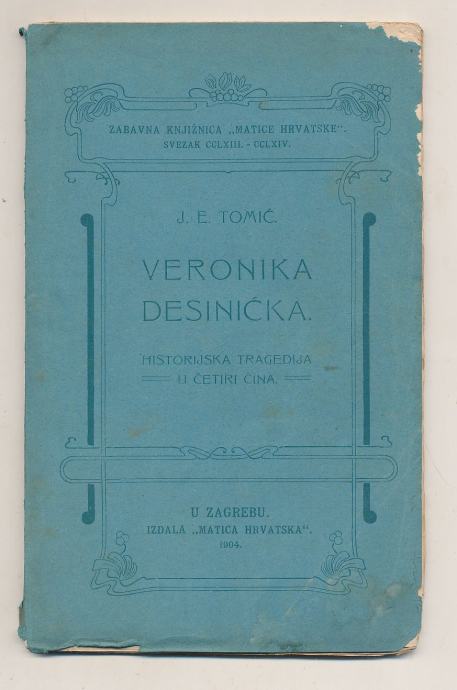 ZABAVNA KNJIŽNICA „MATICE HRVATSKE“.
SVEZAK CCLXIII. - CCLXIV.
J. E. TOMIĆ.
VERONIKA
DESINIĆKA.
HISTORIJSKA TRAGEDIJA
U ČETIRI ČINA.
U ZAGREBU.
IZDALA „MATICA HRVATSKA“.
1904.